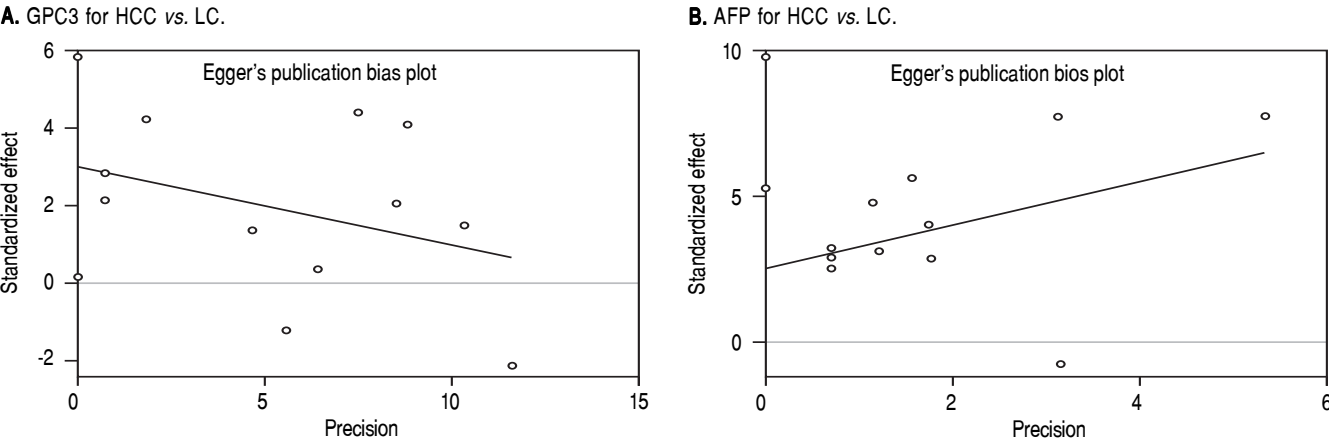 A. GPC3 for HCC vs. LC.
Egger's publication bias plot
Standardized effect
6
4
2
0
-2
0 5 10 15
Precision
B. AFP for HCC vs. LC.
Egger's publication bios plot
Standardized effect
10
5
0
0 2 4 6
Precision